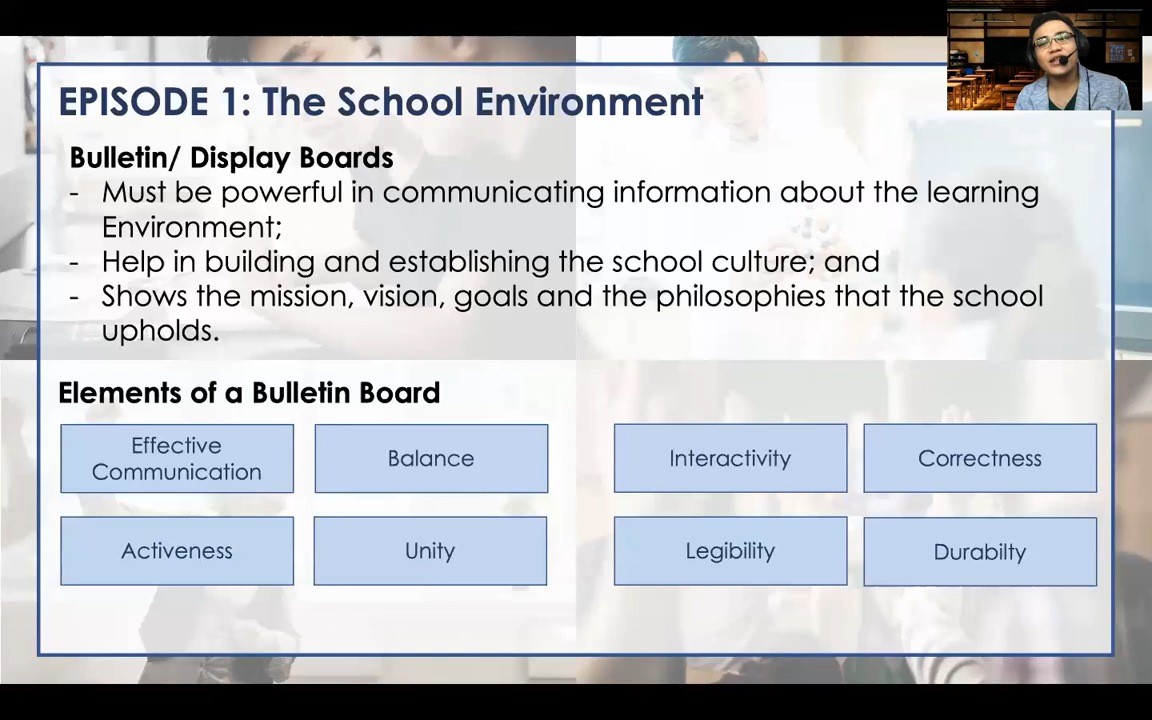 EPISODE 1: The School Environment
Bulletin/ Display Boards
- Must be powerful in communicating information about the learning
Environment;
- Help in building and establishing the school culture; and
- Shows the mission, vision, goals and the philosophies that the school
upholds.
Elements of a Bulletin Board
Effective
Communication
Balance
Interactivity
Correctness
Activeness
Unity
Legibility
Durabilty